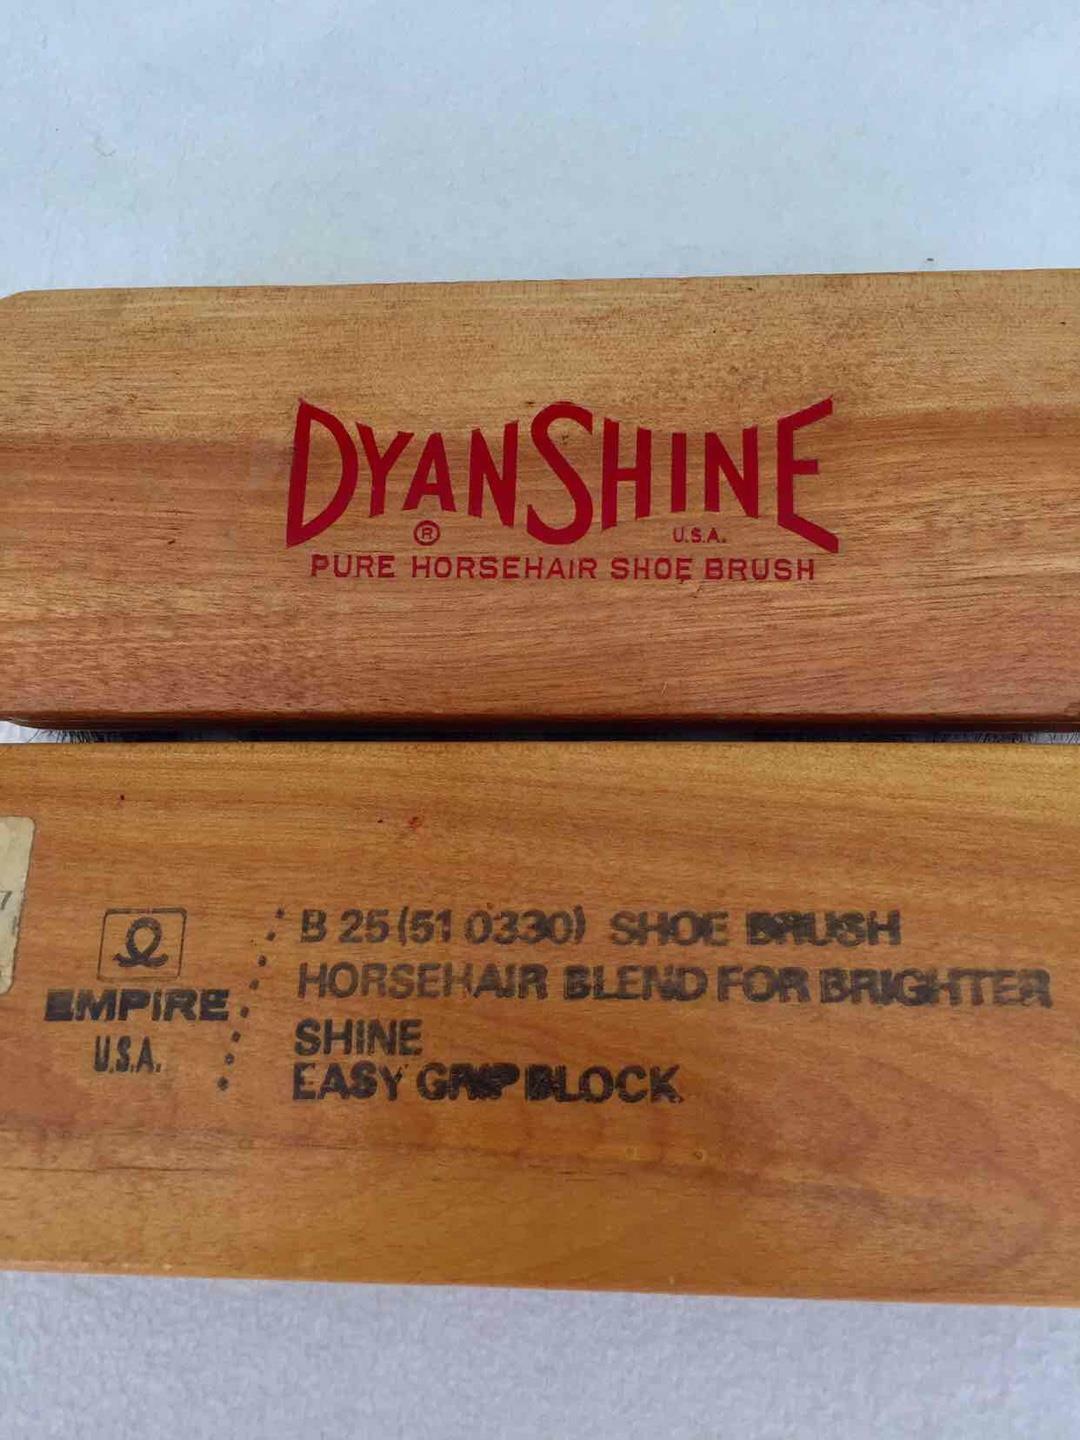 DYANSHINE
® U.S.A.
PURE HORSEHAIR SHOE BRUSH
7
EMPIRE
U.S.A.
B 25 (51 0330) SHOE BRUSH
HORSEHAIR BLEND FOR BRIGHTER
SHINE
EASY GRIP BLOCK